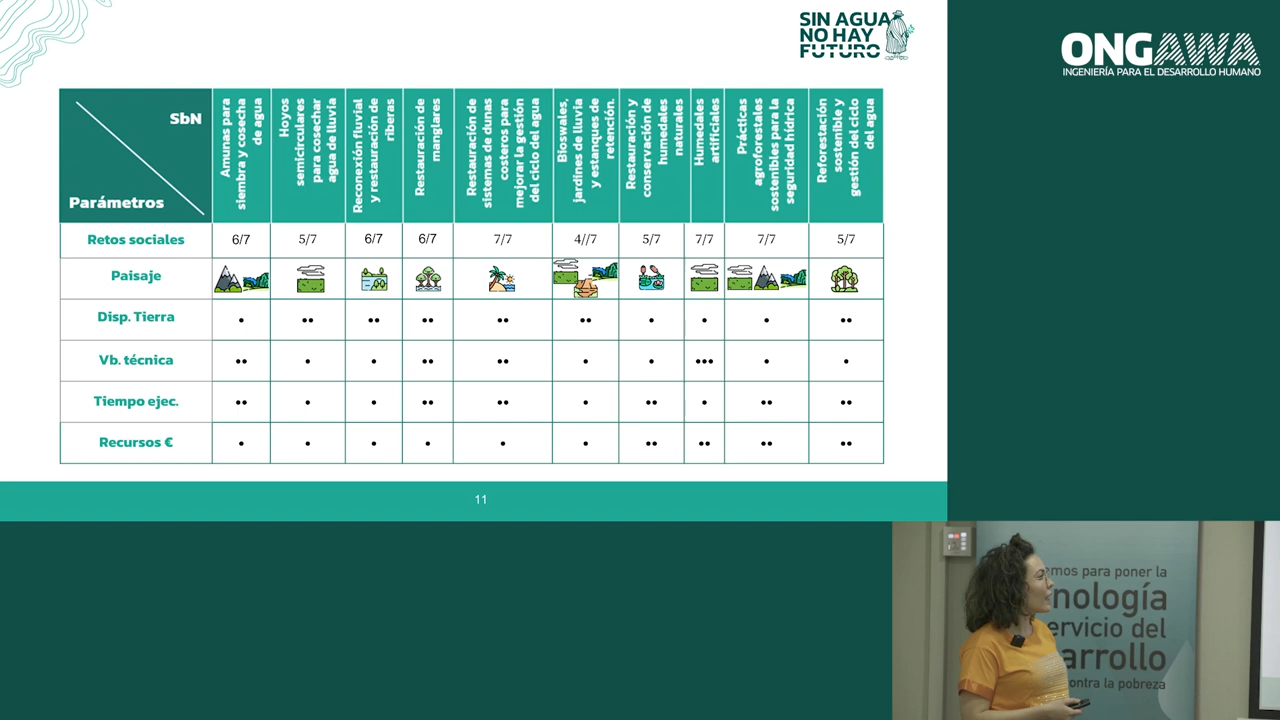 SIN AGUA
NO HAY
FUTURO
ONGAWA
INGENIERÍA PARA EL DESARROLLO HUMANO
SbN
Parámetros
Amunas para
siembra y cosecha
de agua
Hoyos
semicirculares
para cosechar
agua de lluvia
Reconexión fluvial
y restauración de
riberas
Restauración de
manglares
Restauración de
sistemas de dunas
costeros para
mejorar la gestión
del ciclo del agua
Bioswales,
jardines de lluvia
y estanques de
retención.
Restauración y
conservación de
humedales
naturales
Humedales
artificiales
Prácticas
agroforestales
sostenibles para la
seguridad hídrica
Reforestación
sostenible y
gestión del ciclo
del agua
Retos sociales 6/7 5/7 6/7 6/7 7/7 4//7 5/7 7/7 7/7 5/7
Paisaje
Disp. Tierra • •• •• •• •• •• • • • ••
Vb. técnica •• • • •• •• • • ••• • •
Tiempo ejec. •• • • •• •• • •• • •• ••
Recursos € • • • • • • •• •• •• ••
11
emos para poner la
nología
ervicio del
arrollo
contra la pobreza